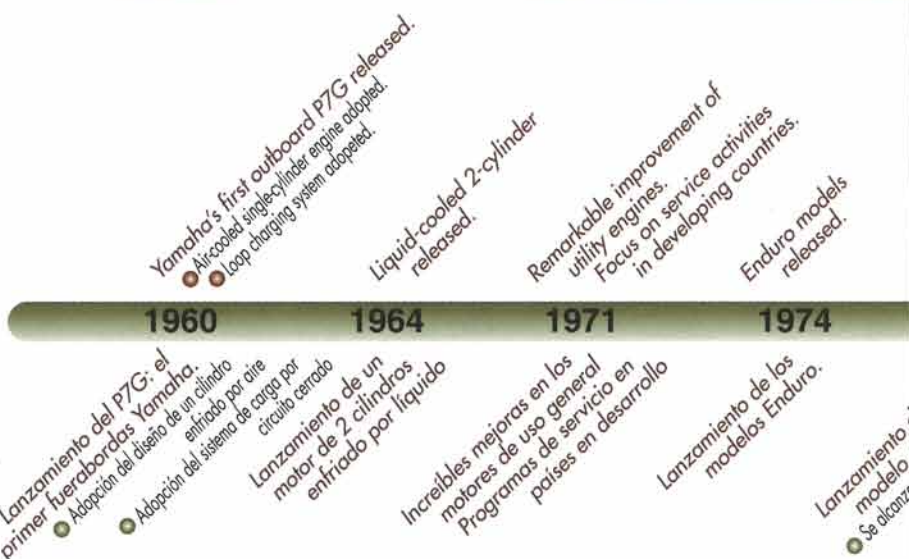 Yamaha's first outboard P7G released.
Air-cooled single-cylinder engine adopted.
Loop charging system adopeted.
Liquid-cooled 2-cylinder
released.
Remarkable improvement of
utility engines.
Focus on service activities
in developing countries.
Enduro models
released.
1960 1964 1971 1974
Lanzamiento del P7G: el
primer fuerabordas Yamaha.
Adopción del diseño de un cilindro
enfriado por aire
Adopción del sistema de carga por
circuito cerrado
Lanzamiento de un
motor de 2 cilindros
enfriado por líquido
Increíbles mejoras en los
motores de uso general
Programas de servicio en
países en desarrollo
Lanzamiento de los
modelos Enduro.
Lanzamiento
modelo
Se alcanz